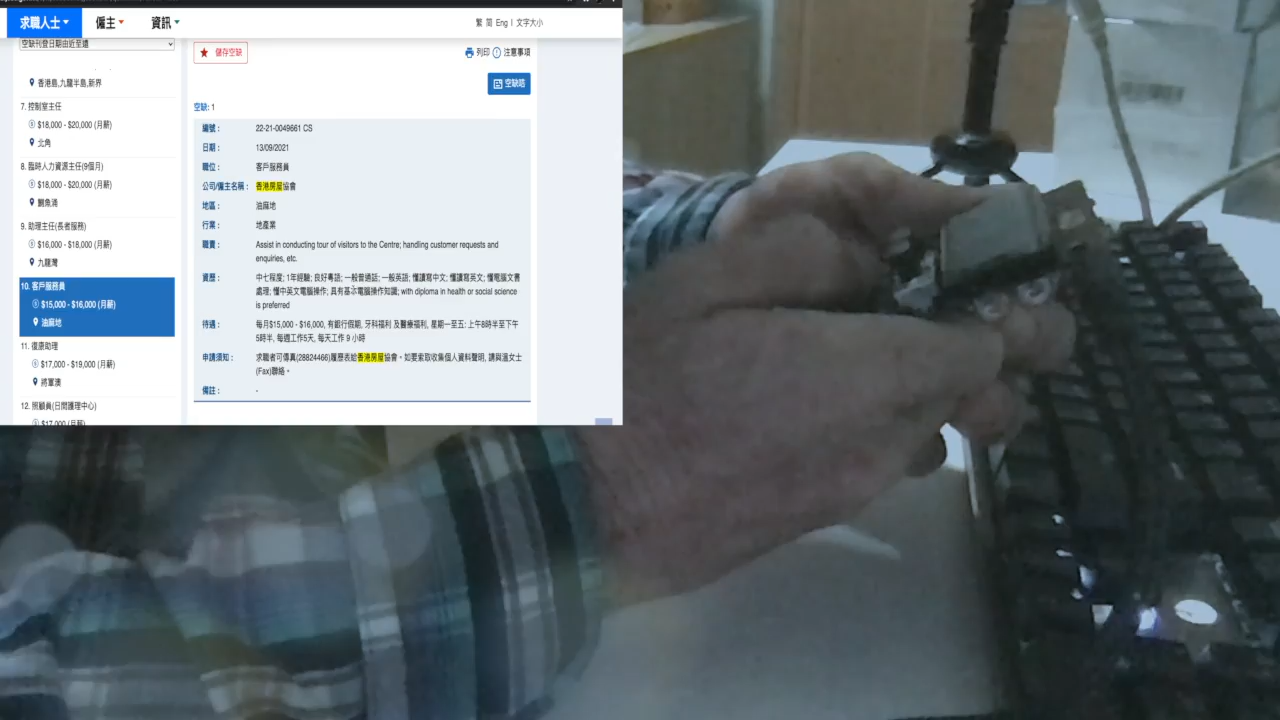 求職人士
僱主
資訊
繁 简 Eng | 文字大小
空缺刊登日期由近至遠
香港島,九龍半島,新界
7. 控制室主任
$18,000 - $20,000 (月薪)
北角
8. 臨時人力資源主任(9個月)
$18,000 - $20,000 (月薪)
鰂魚涌
9. 助理主任(長者服務)
$16,000 - $18,000 (月薪)
九龍灣
10. 客戶服務員
$15,000 - $16,000 (月薪)
油麻地
11. 復康助理
$17,000 - $19,000 (月薪)
將軍澳
12. 照顧員(日間護理中心)
$17,000 (月薪)
儲存空缺
列印 注意事項
空缺: 1
編號 : 22-21-0049661 CS
日期 : 13/09/2021
職位 : 客戶服務員
公司/僱主名稱 : 香港房屋協會
地區 : 油麻地
行業 : 地產業
職責 : Assist in conducting tour of visitors to the Centre; handling customer requests and
enquiries, etc.
資歷 : 中七程度; 1年經驗; 良好粵語; 一般普通話; 一般英語; 懂讀寫中文; 懂讀寫英文; 懂電腦文書
處理; 懂中英文電腦操作; 具有基本電腦操作知識; with diploma in health or social science
is preferred
待遇 : 每月$15,000 - $16,000, 有銀行假期, 牙科福利 及醫療福利, 星期一至五: 上午8時半至下午
5時半, 每週工作5天, 每天工作 9 小時
申請須知 : 求職者可傳真(28824466)履歷表給香港房屋協會。如要索取收集個人資料聲明, 請與溫女士
(Fax)聯絡。
備註 : -